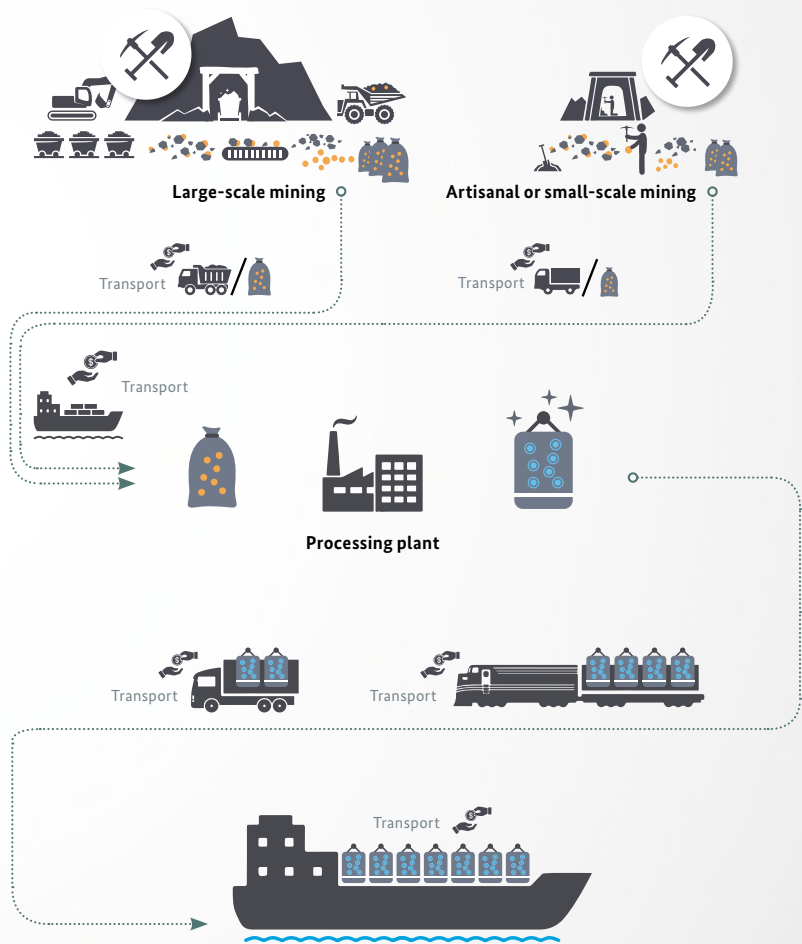 Large-scale mining
Artisanal or small-scale mining
Transport
Transport
Transport
Processing plant
Transport
Transport
Transport